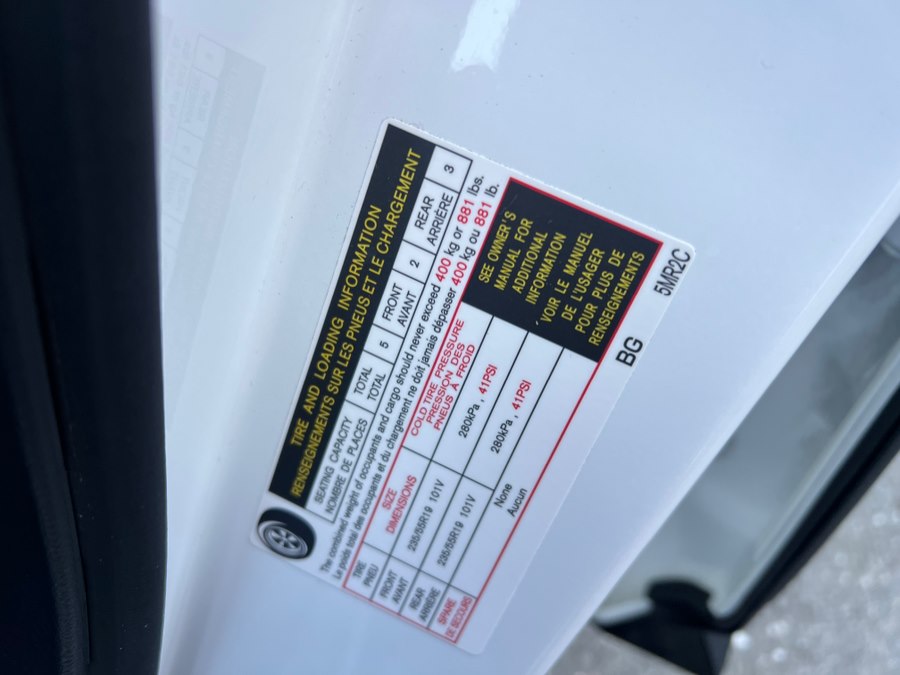 TIRE AND LOADING INFORMATION
RENSEIGNEMENTS SUR LES PNEUS ET LE CHARGEMENT
SEATING CAPACITY TOTAL 5 FRONT 2 REAR 3
NOMBRE DE PLACES TOTAL AVANT ARRIÈRE
The combined weight of occupants and cargo should never exceed 400 kg or 881 lbs.
Le poids total des occupants et du chargement ne doit jamais dépasser 400 kg ou 881 lb.
TIRE SIZE COLD TIRE PRESSURE
PNEU DIMENSIONS PRESSION DES
PNEUS A FROID
FRONT 235/55R19 101V 280kPa , 41PSI
AVANT
REAR 235/55R19 101V 280kPa , 41PSI
ARRIÈRE
SPARE None
DE SECOURS Aucun
SEE OWNER'S
MANUAL FOR
ADDITIONAL
INFORMATION
VOIR LE MANUEL
DE L'USAGER
POUR PLUS DE
RENSEIGNEMENTS
BG
5MR2C